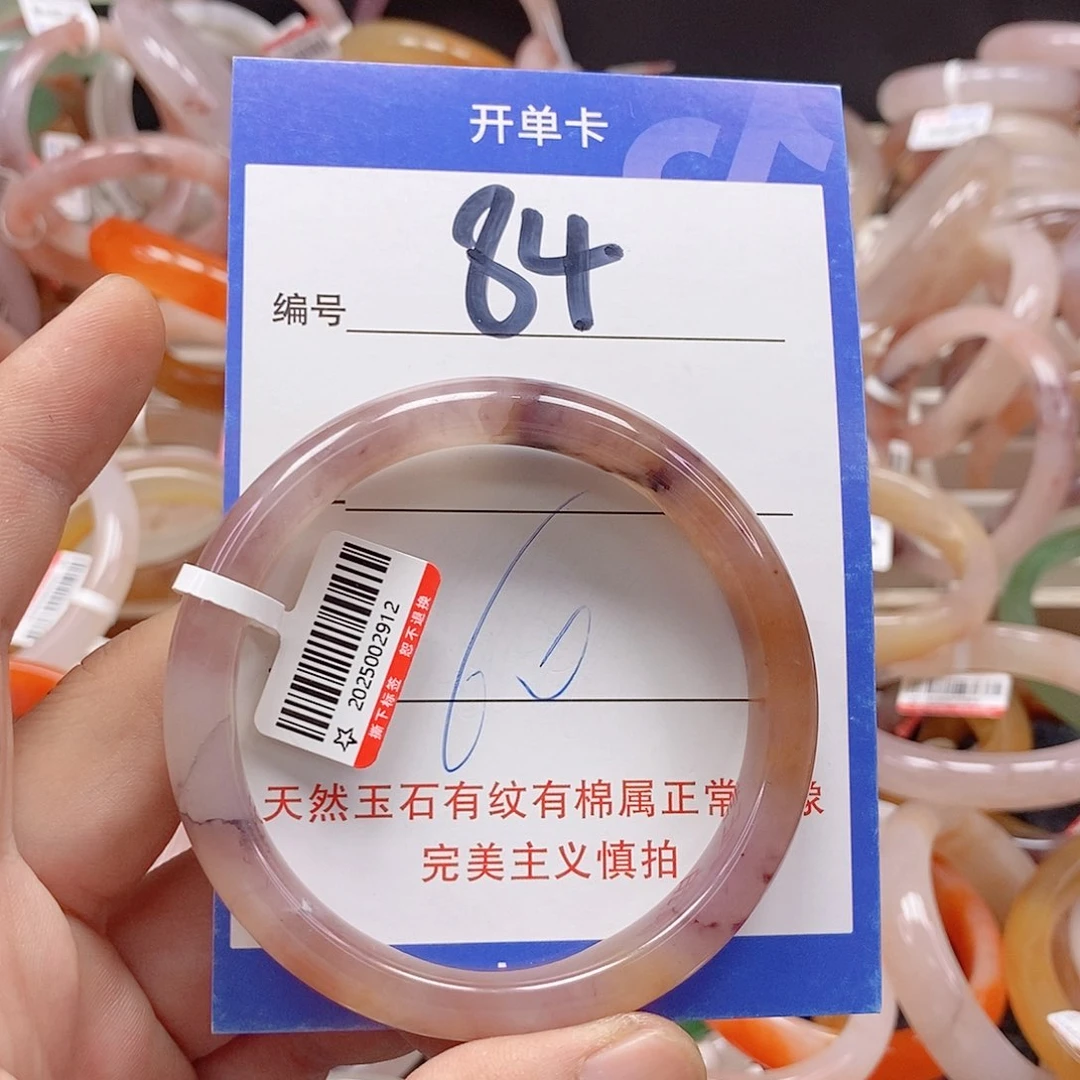 开单卡
84
编号
60
2025002912
撕下标签 恕不退换
天然玉石有纹有棉属正常
完美主义慎拍